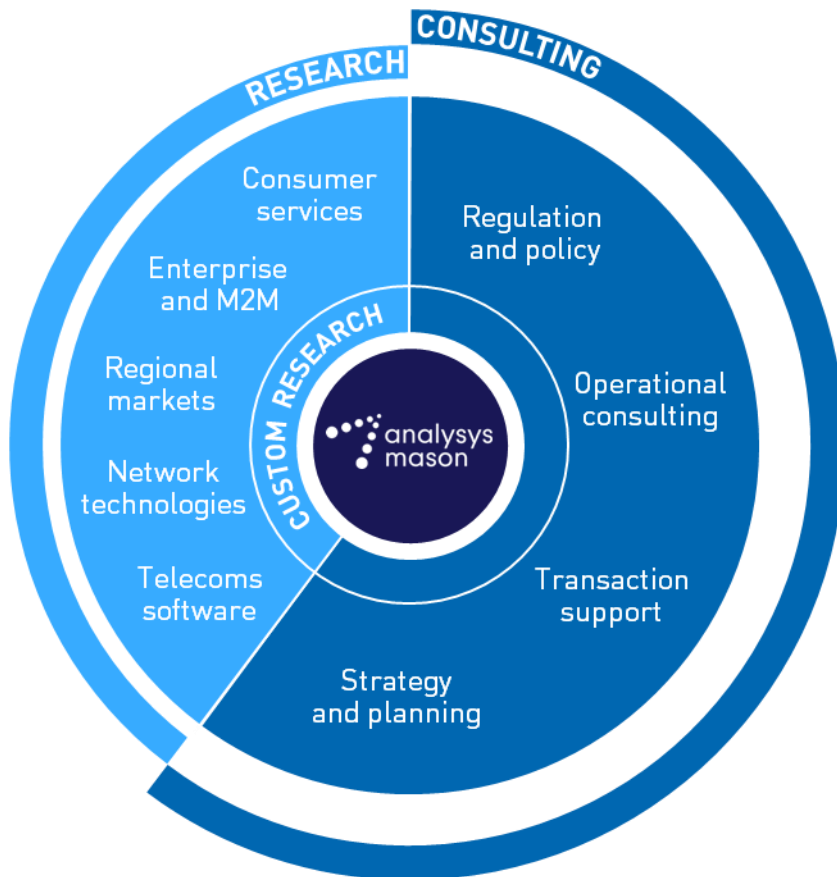 RESEARCH
CONSULTING
Consumer
services
Enterprise
and M2M
Regional
markets
Network
technologies
Telecoms
software
CUSTOM RESEARCH
analysys
mason
Regulation
and policy
Operational
consulting
Transaction
support
Strategy
and planning